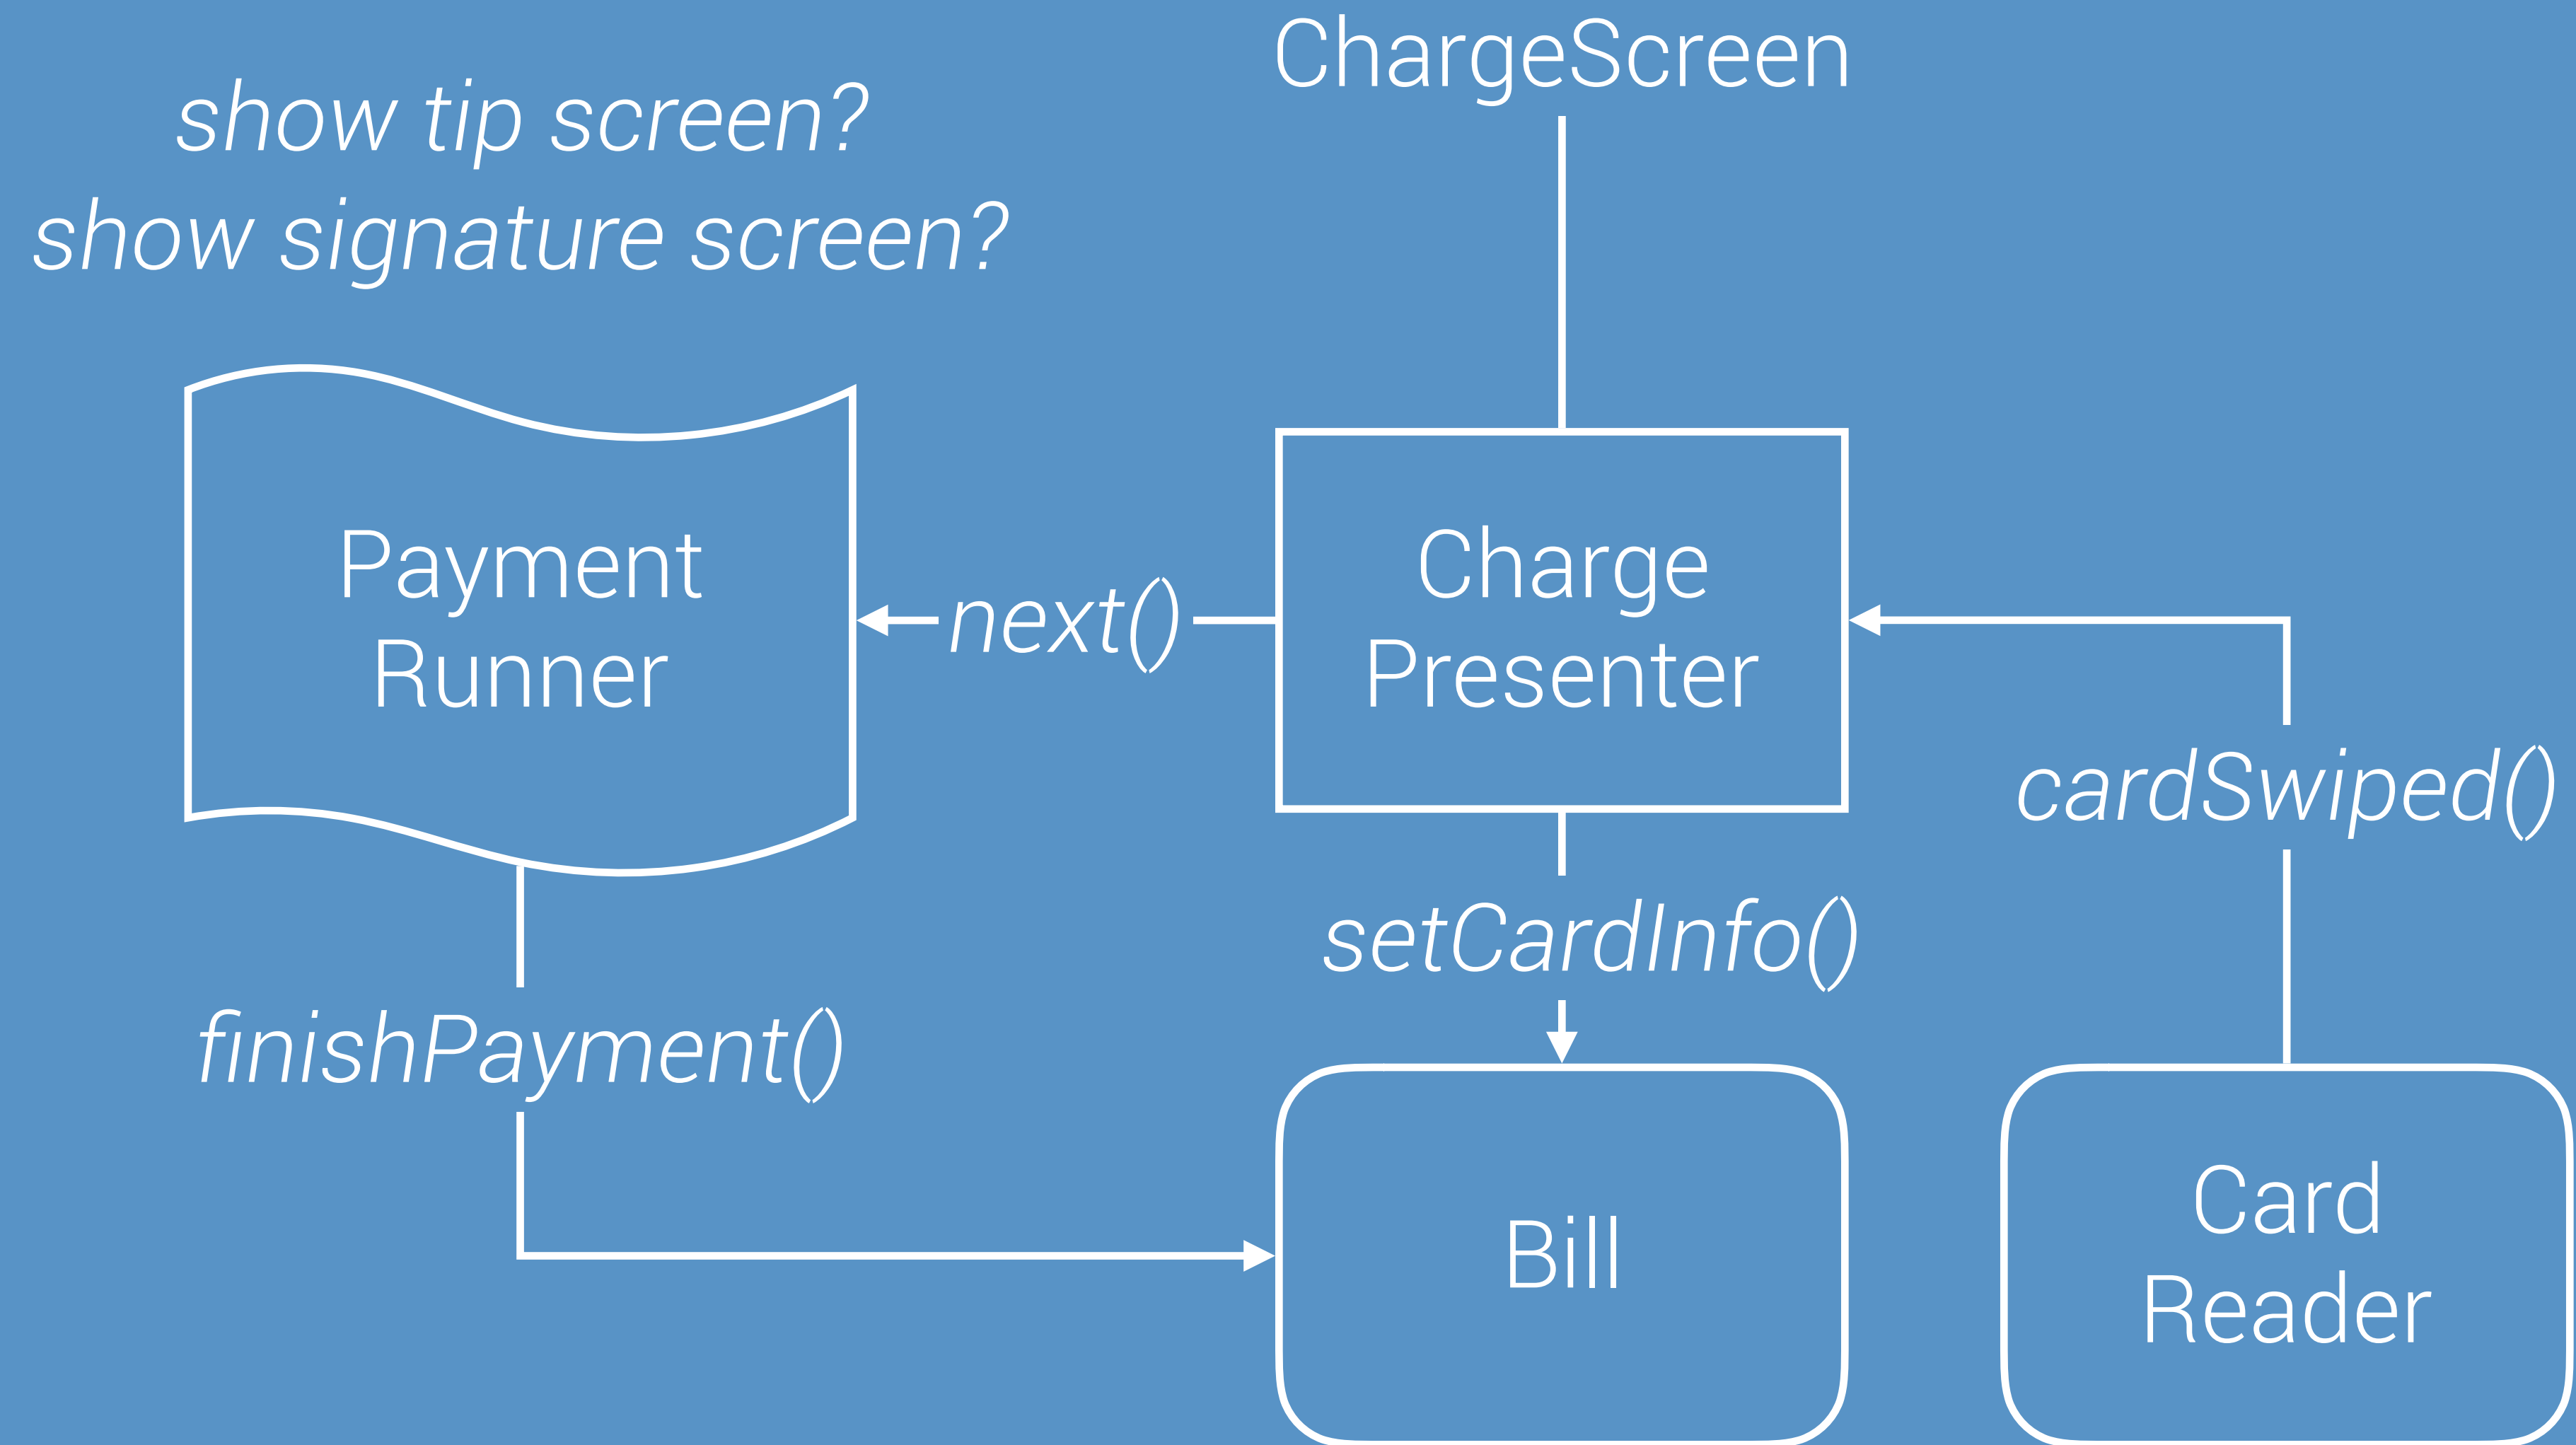 ChargeScreen
show tip screen?
show signature screen?
Payment
Runner
next()
Charge
Presenter
cardSwiped()
setCardInfo()
finishPayment()
Bill
Card
Reader